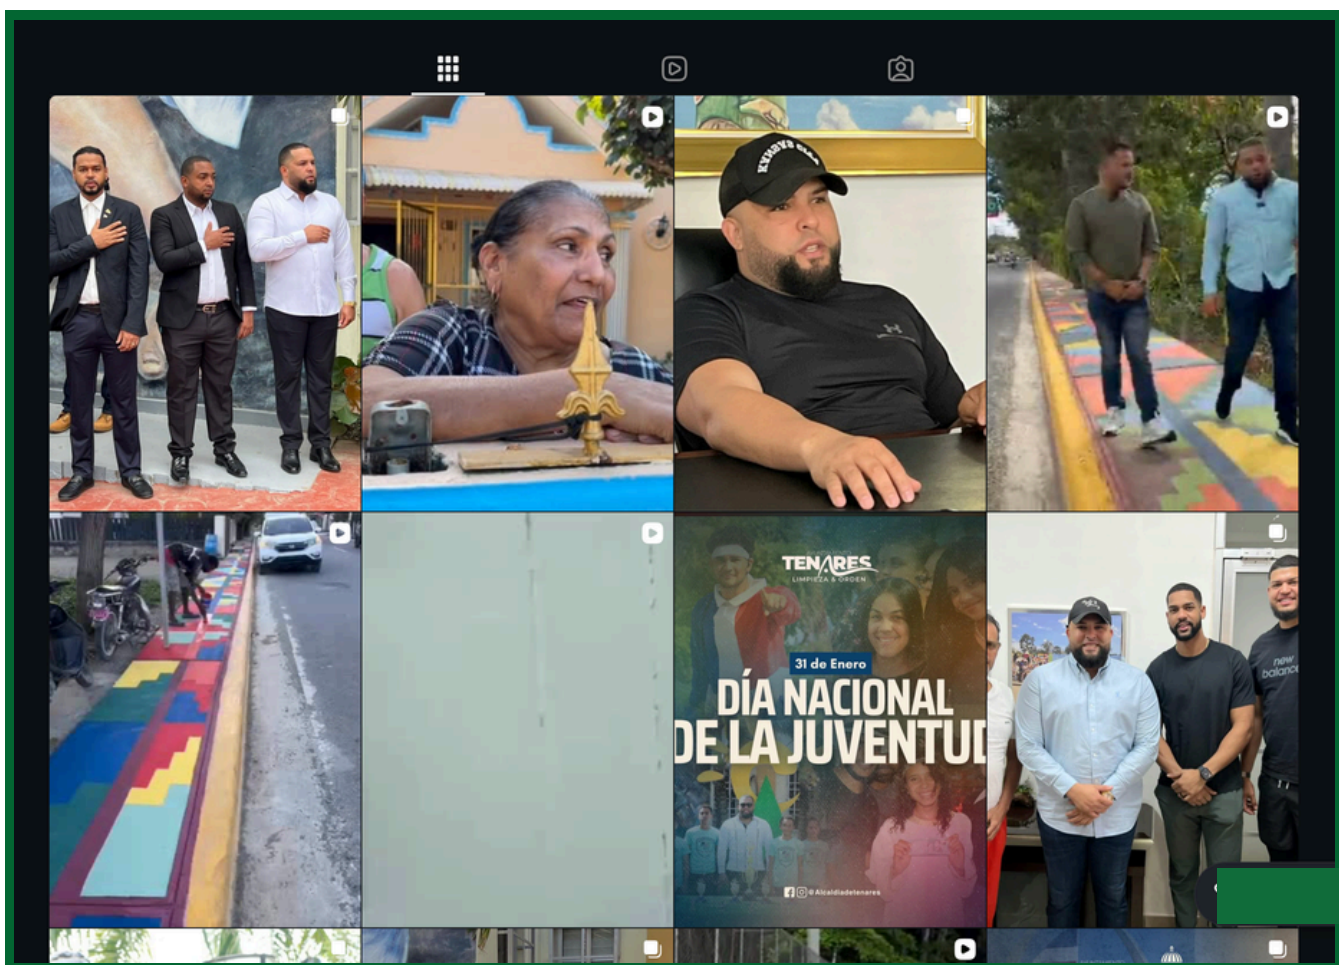 TENARES
LIMPIEZA & ORDEN
31 de Enero
DÍA NACIONAL
DE LA JUVENTUD
@Alcaldiadetenares
new
balance